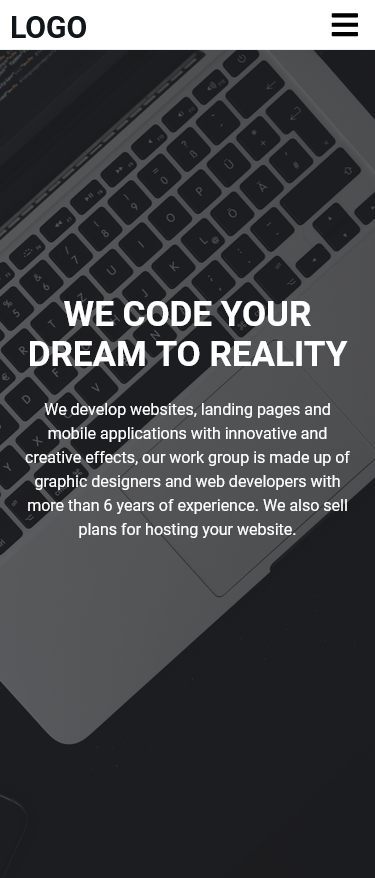 LOGO
WE CODE YOUR
DREAM TO REALITY
We develop websites, landing pages and
mobile applications with innovative and
creative effects, our work group is made up of
graphic designers and web developers with
more than 6 years of experience. We also sell
plans for hosting your website.